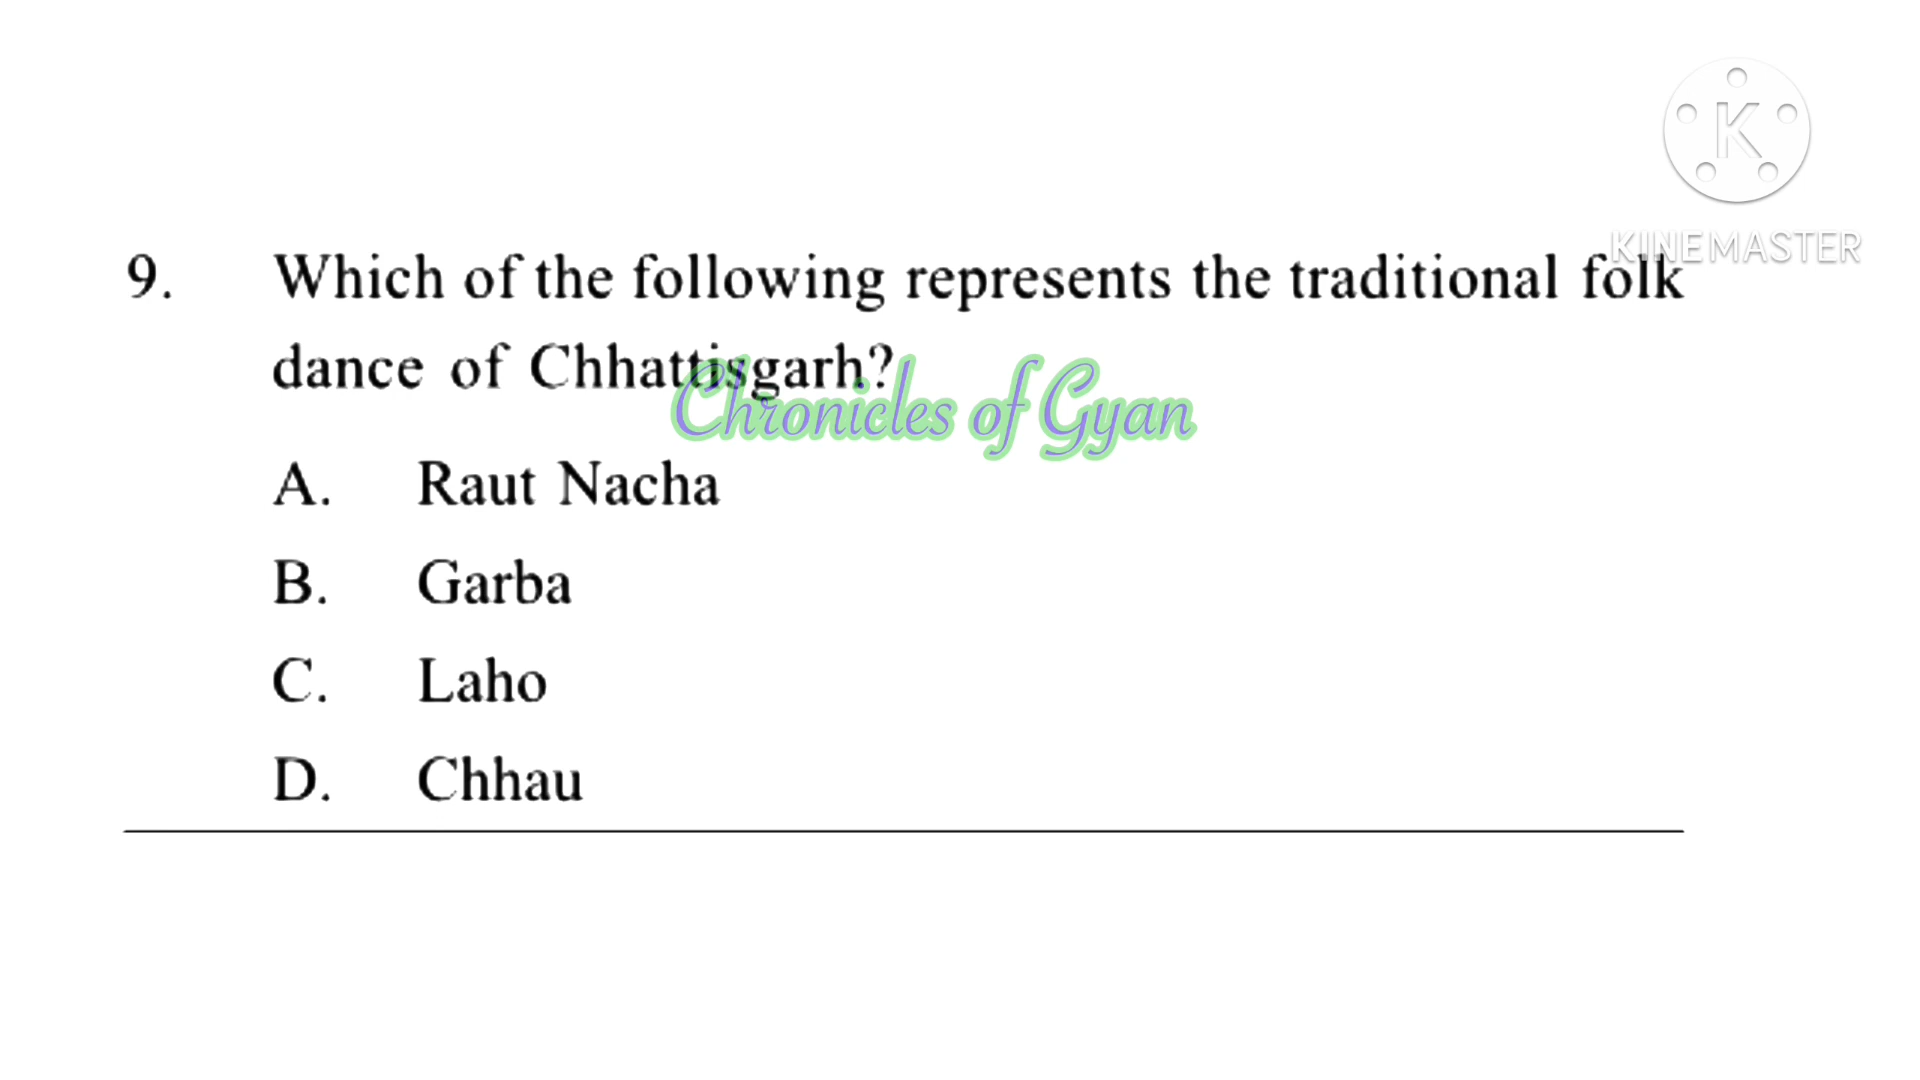 K
KINEMASTER
9. Which of the following represents the traditional folk
dance of Chhattisgarh?
Chronicles of Gyan
A. Raut Nacha
B. Garba
C. Laho
D. Chhau